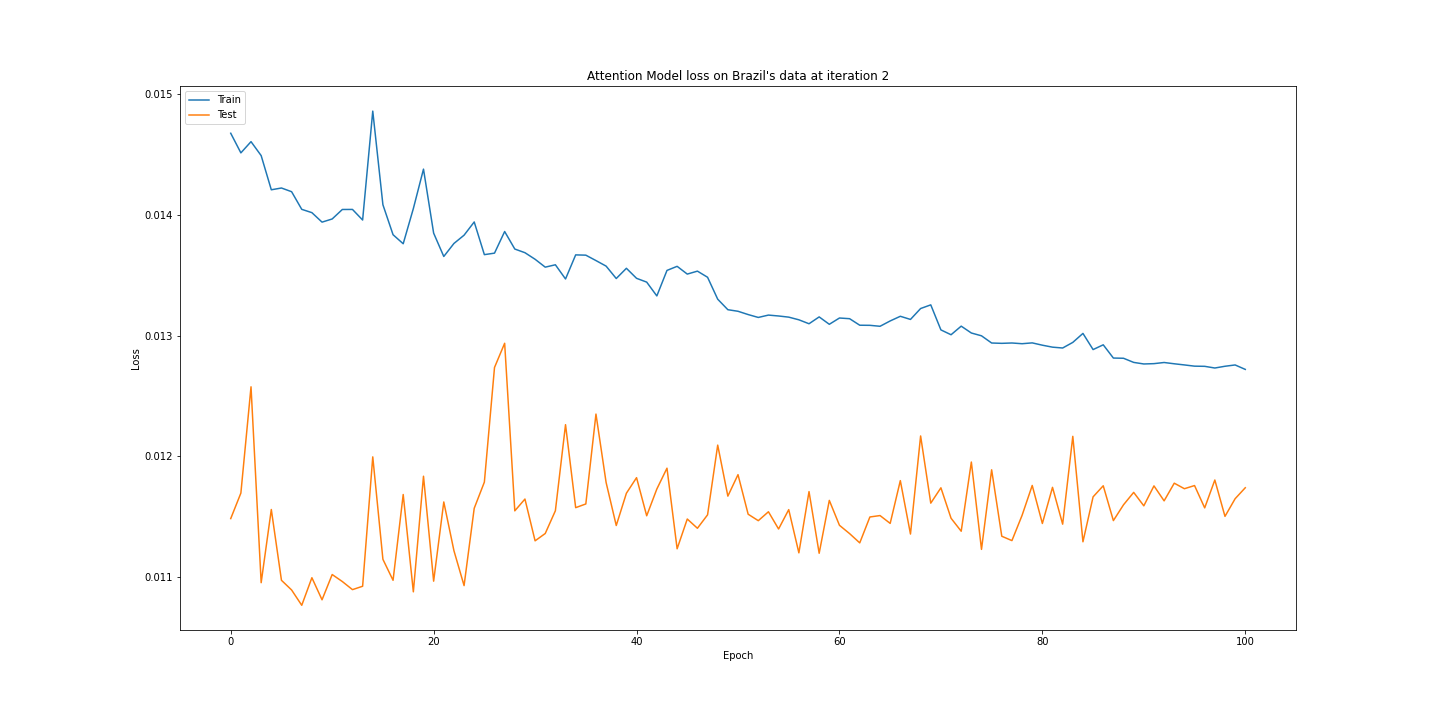 Attention Model loss on Brazil's data at iteration 2
Train
Test
0.015
0.014
0.013
0.012
0.011
Loss
0
20
40
60
80
100
Epoch